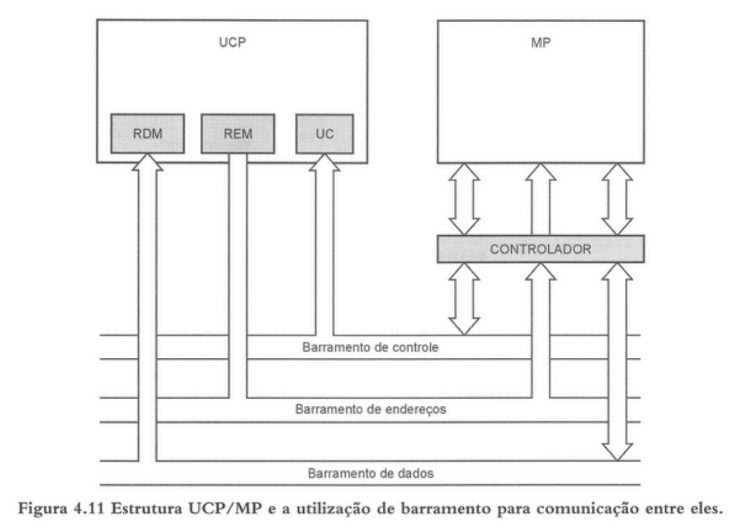 UCP
MP
RDM
REM
UC
CONTROLADOR
Barramento de controle
Barramento de endereços
Barramento de dados
Figura 4.11 Estrutura UCP/MP e a utilização de barramento para comunicação entre eles.